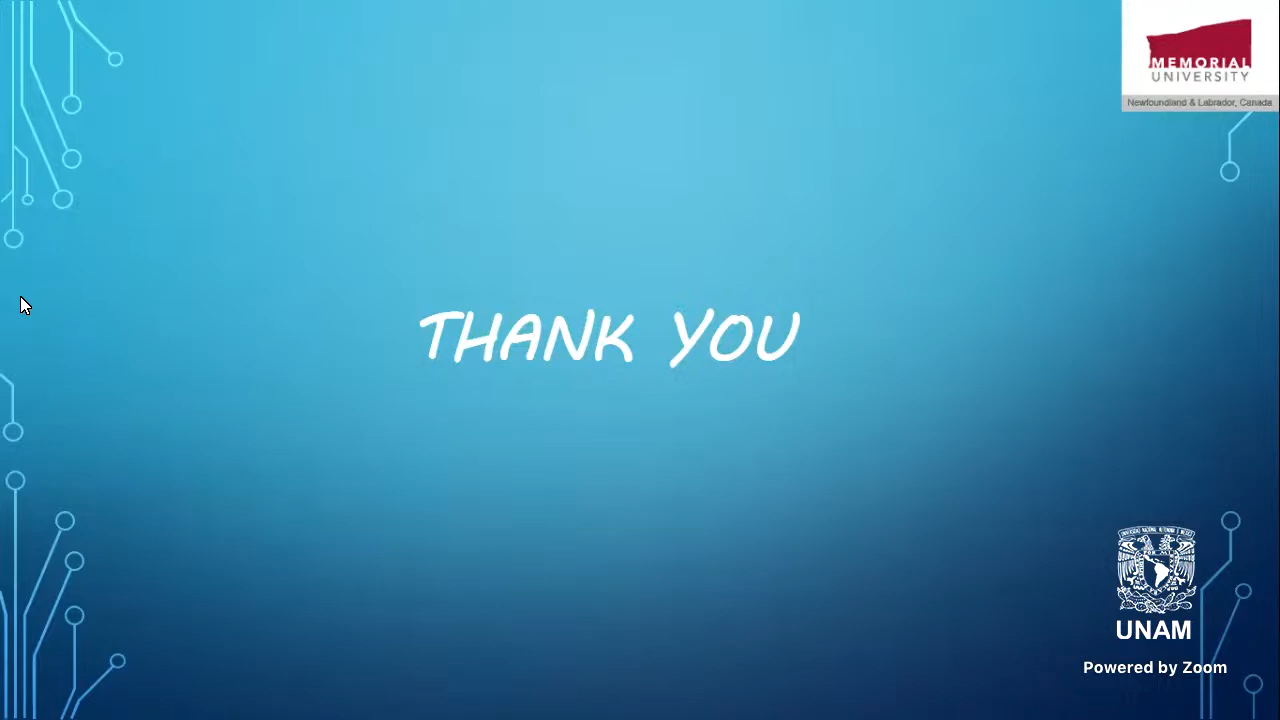 MEMORIAL
UNIVERSITY
Newfoundland & Labrador, Canada
THANK YOU
UNAM
Powered by Zoom